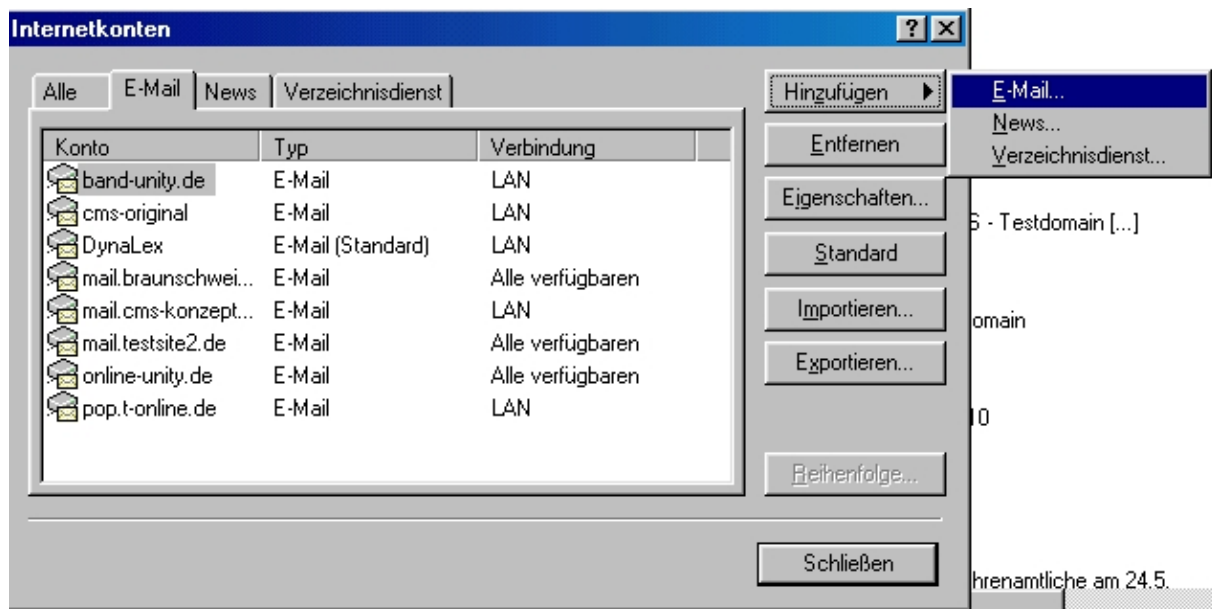 Internetkonten
Alle E-Mail News Verzeichnisdienst
Konto Typ Verbindung
band-unity.de E-Mail LAN
cms-original E-Mail LAN
DynaLex E-Mail (Standard) LAN
mail.braunschwei... E-Mail Alle verfügbaren
mail.cms-konzept... E-Mail LAN
mail.testsite2.de E-Mail Alle verfügbaren
online-unity.de E-Mail Alle verfügbaren
pop.t-online.de E-Mail LAN
Hinzufügen
Entfernen
Eigenschaften...
Standard
Importieren...
Exportieren...
Reihenfolge...
Schließen
E-Mail...
News...
Verzeichnisdienst...
S - Testdomain [...]
omain
10
hrenamtliche am 24.5.